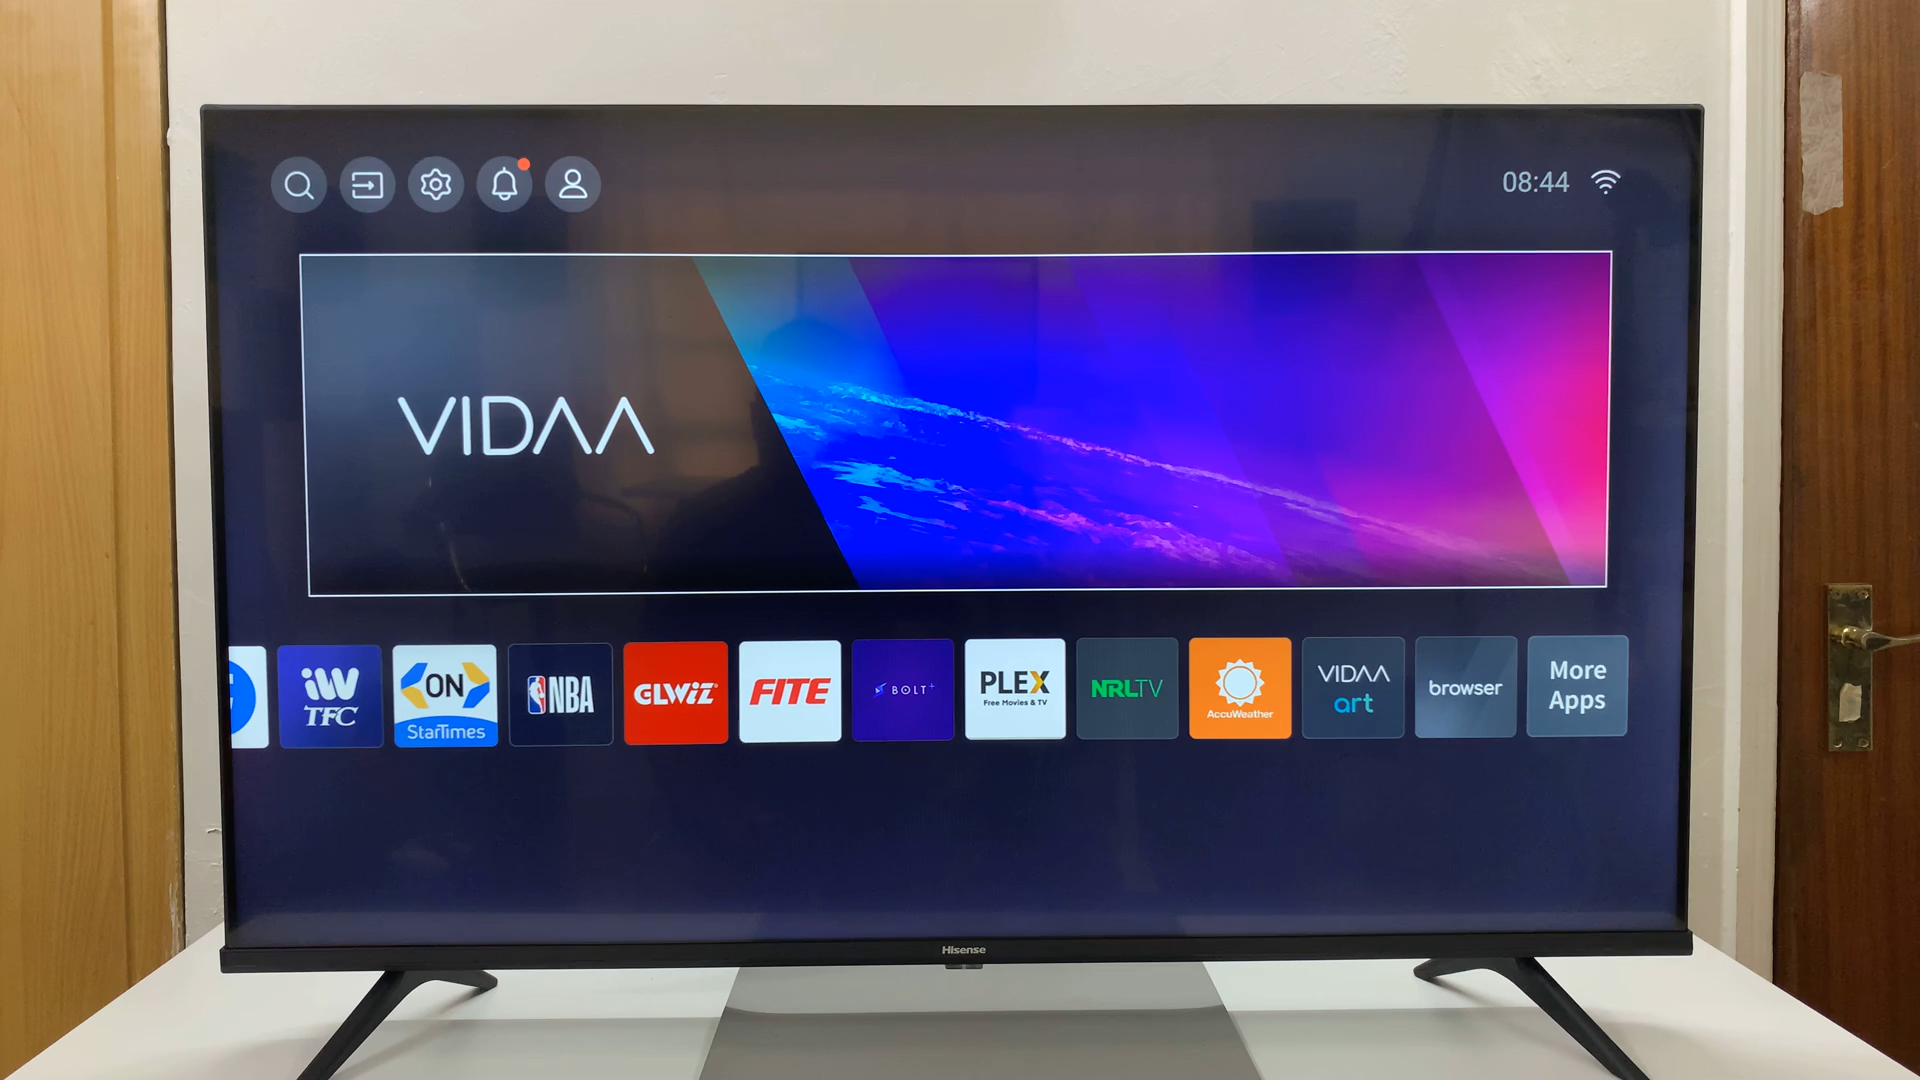 08:44
VIDAA
iW
TFC
ON
StarTimes
NBA
GLWiZ
FITE
BOLT+
PLEX
Free Movies & TV
NRLTV
AccuWeather
VIDAA
art
browser
More
Apps
Hisense